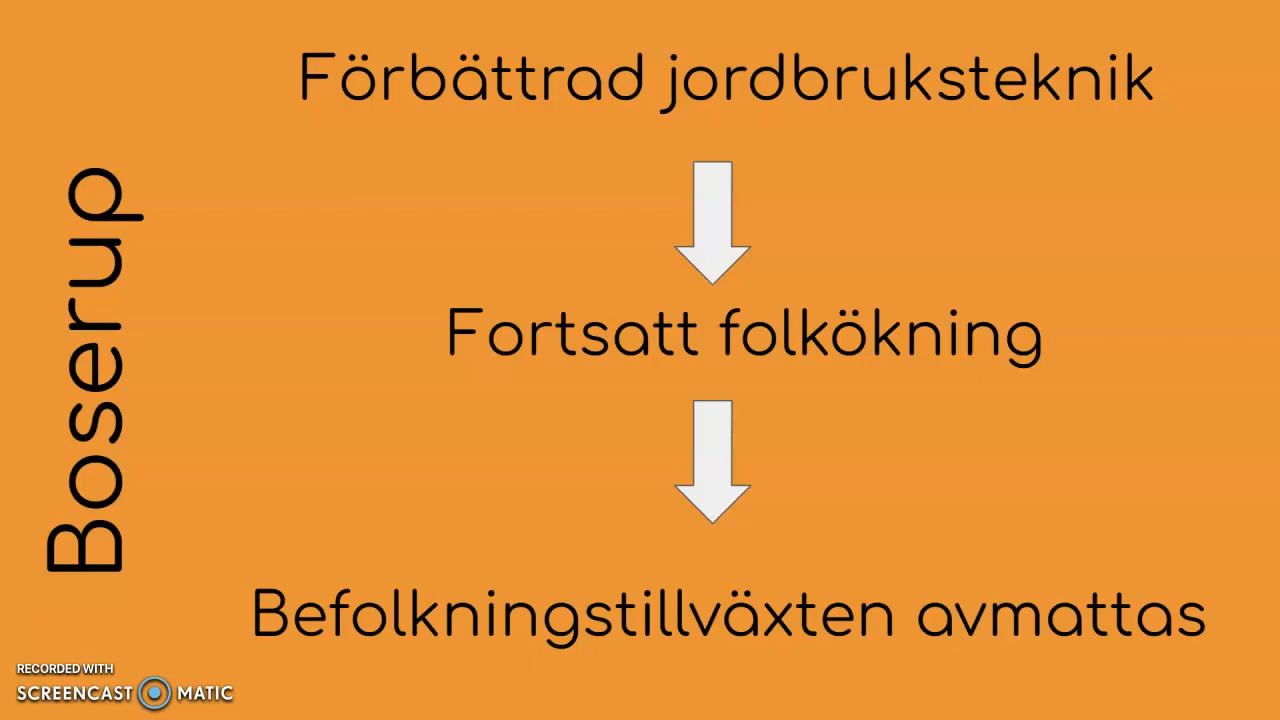 Förbättrad jordbruksteknik
Boserup
Fortsatt folkökning
Befolkningstillväxten avmattas
RECORDED WITH
SCREENCAST MATIC